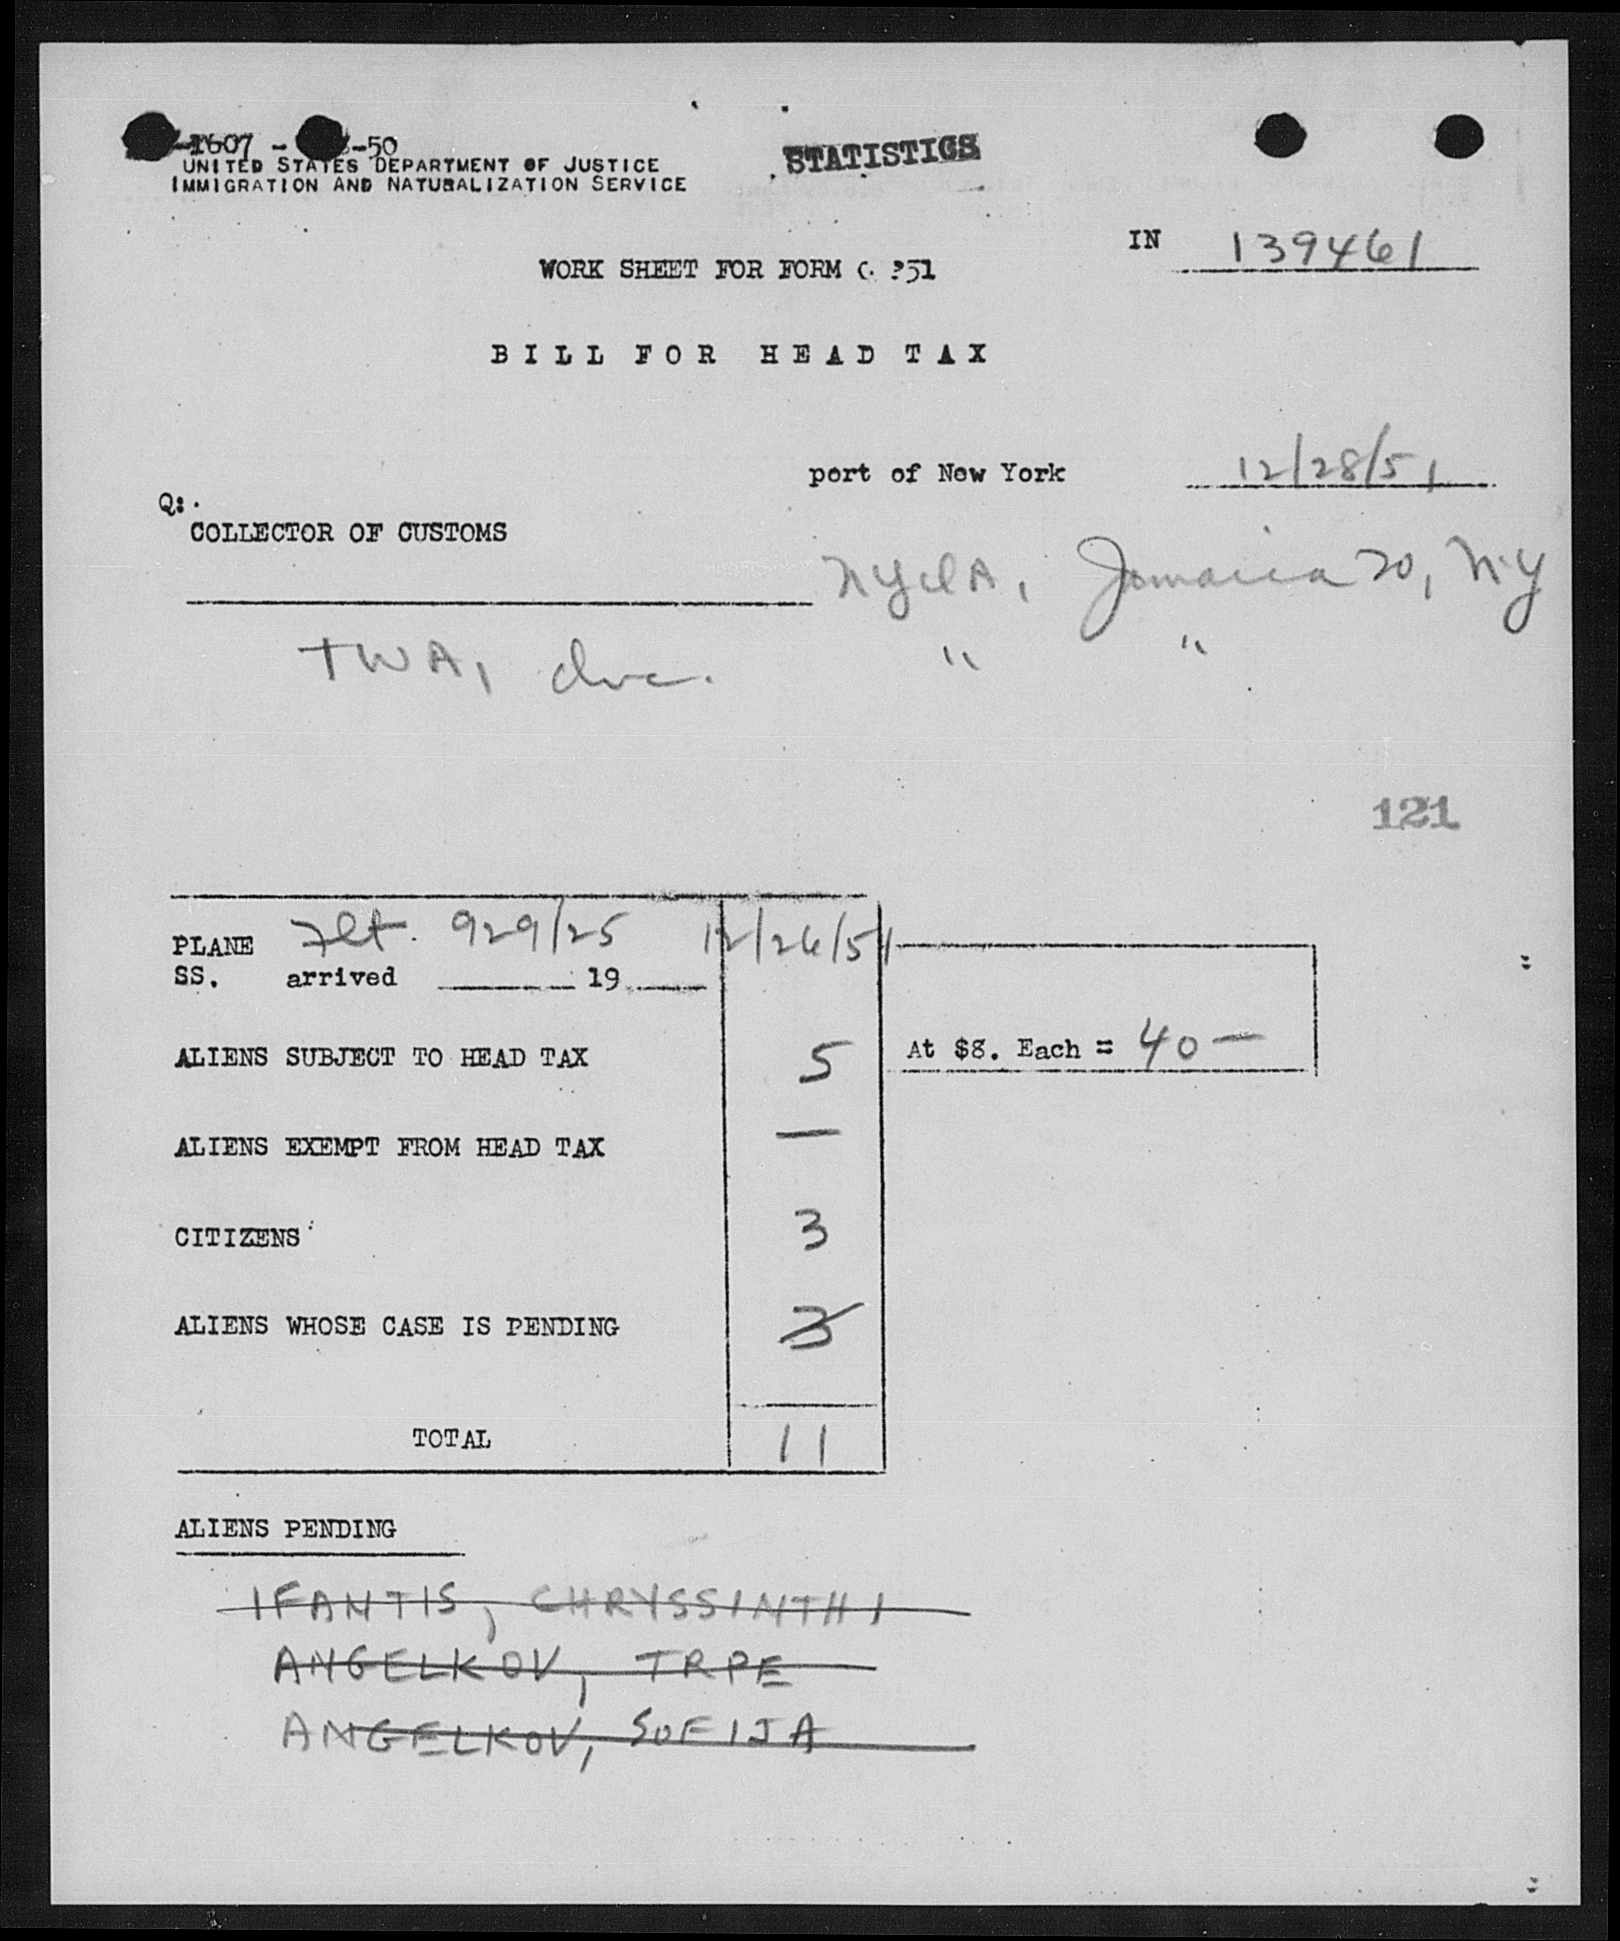 1607 - -50
UNITED STATES DEPARTMENT OF JUSTICE
IMMIGRATION AND NATURALIZATION SERVICE
STATISTICS
IN 139461
WORK SHEET FOR FORM 51
BILL FOR HEAD TAX
port of New York 12/28/51
Q:
COLLECTOR OF CUSTOMS
NYIA, Jamaica 20, NY
TWA, Inc. " "
121
PLANE Flt. 929/25 12/26/51
SS. arrived 19
ALIENS SUBJECT TO HEAD TAX 5 At $8. Each = 40 —
ALIENS EXEMPT FROM HEAD TAX —
CITIZENS 3
ALIENS WHOSE CASE IS PENDING 3
TOTAL 11
ALIENS PENDING
IFANTIS, CHRYSSINTHI
ANGELKOV, TRPE
ANGELKOV, SOFIJA